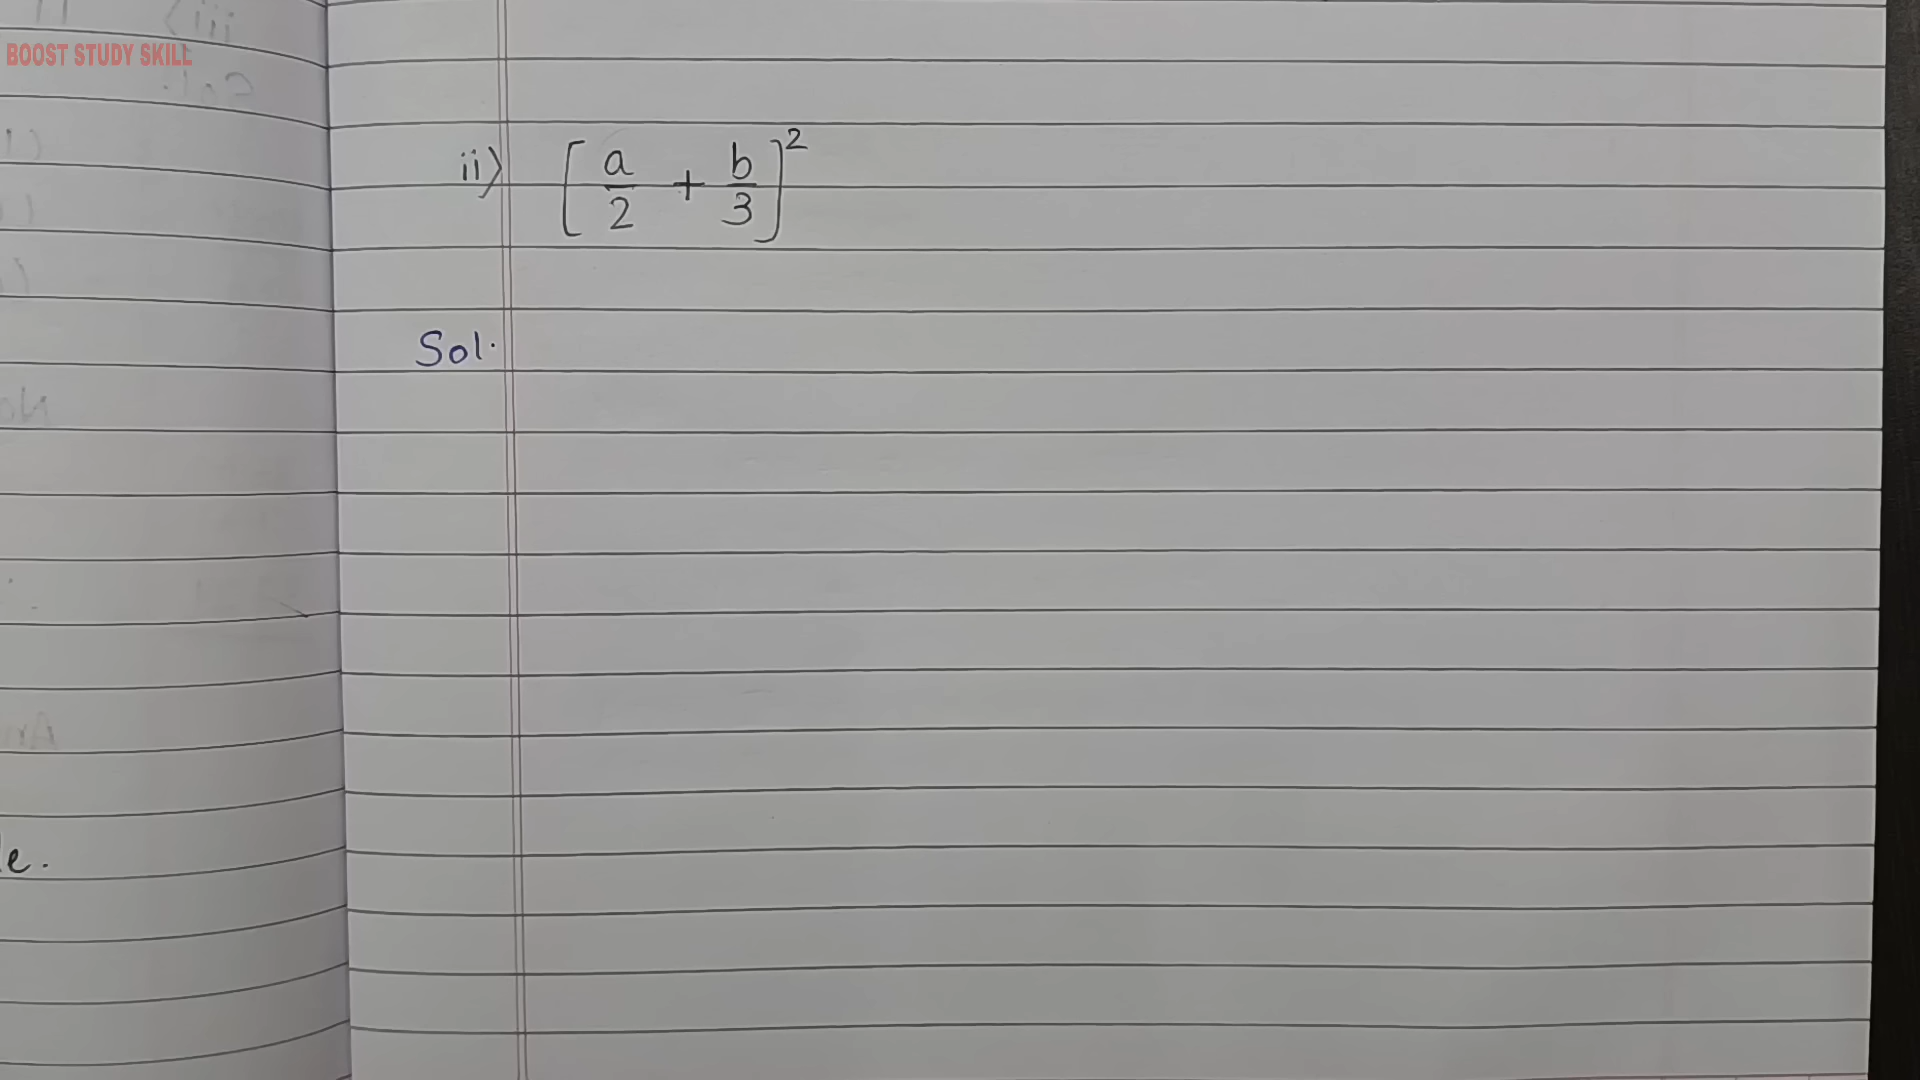 BOOST STUDY SKILL
ii) [a/2 + b/3]²
Sol.
e.